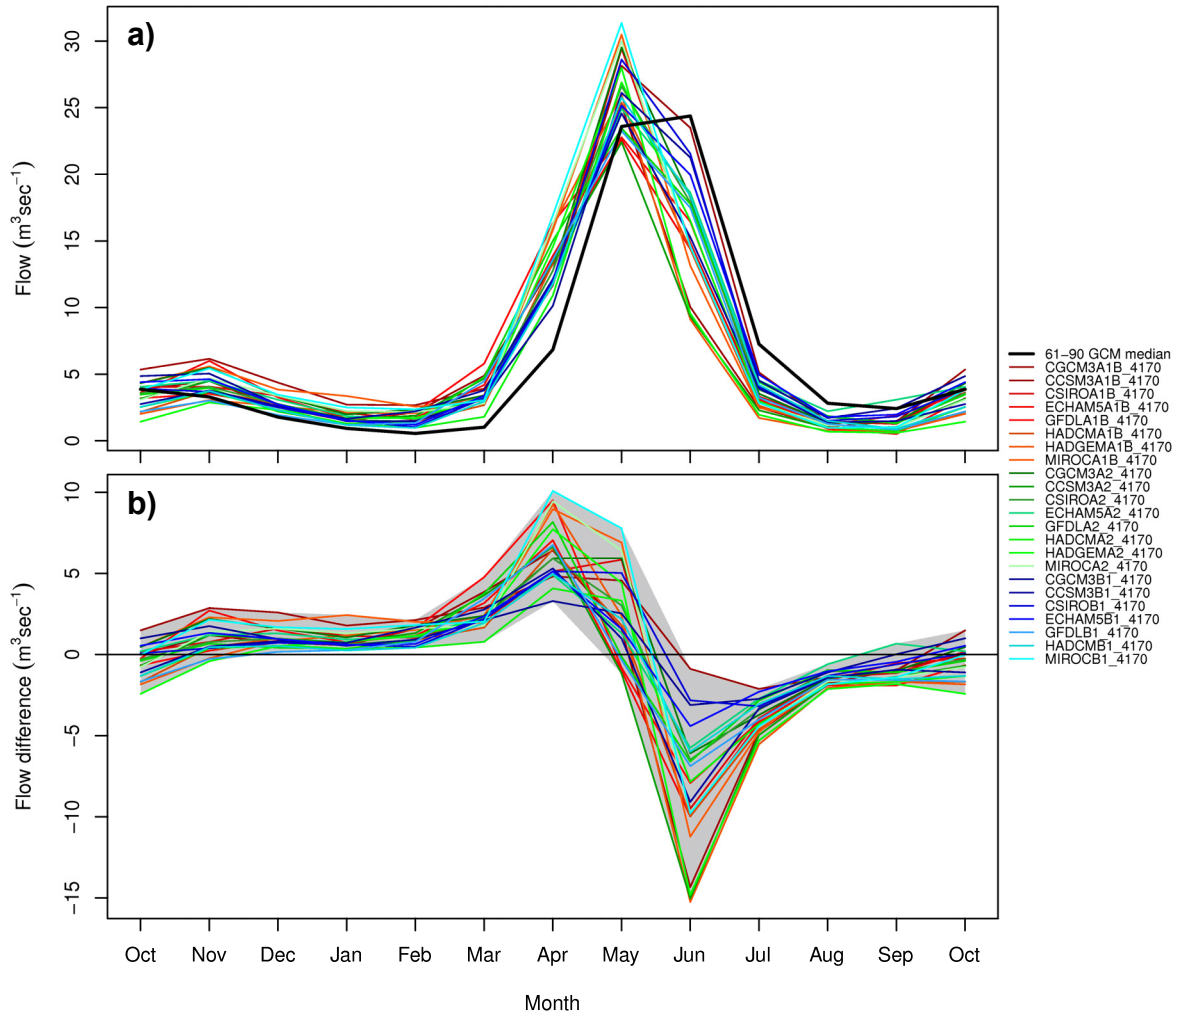 a)
30
25
20
15
10
5
0
Flow (m³sec⁻¹)
61−90 GCM median
CGCM3A1B_4170
CCSM3A1B_4170
CSIROA1B_4170
ECHAM5A1B_4170
GFDLA1B_4170
HADCMA1B_4170
HADGEMA1B_4170
MIROCA1B_4170
CGCM3A2_4170
CCSM3A2_4170
CSIROA2_4170
ECHAM5A2_4170
GFDLA2_4170
HADCMA2_4170
HADGEMA2_4170
MIROCA2_4170
CGCM3B1_4170
CCSM3B1_4170
CSIROB1_4170
ECHAM5B1_4170
GFDLB1_4170
HADCMB1_4170
MIROCB1_4170
b)
10
5
0
−5
−10
−15
Flow difference (m³sec⁻¹)
Oct Nov Dec Jan Feb Mar Apr May Jun Jul Aug Sep Oct
Month